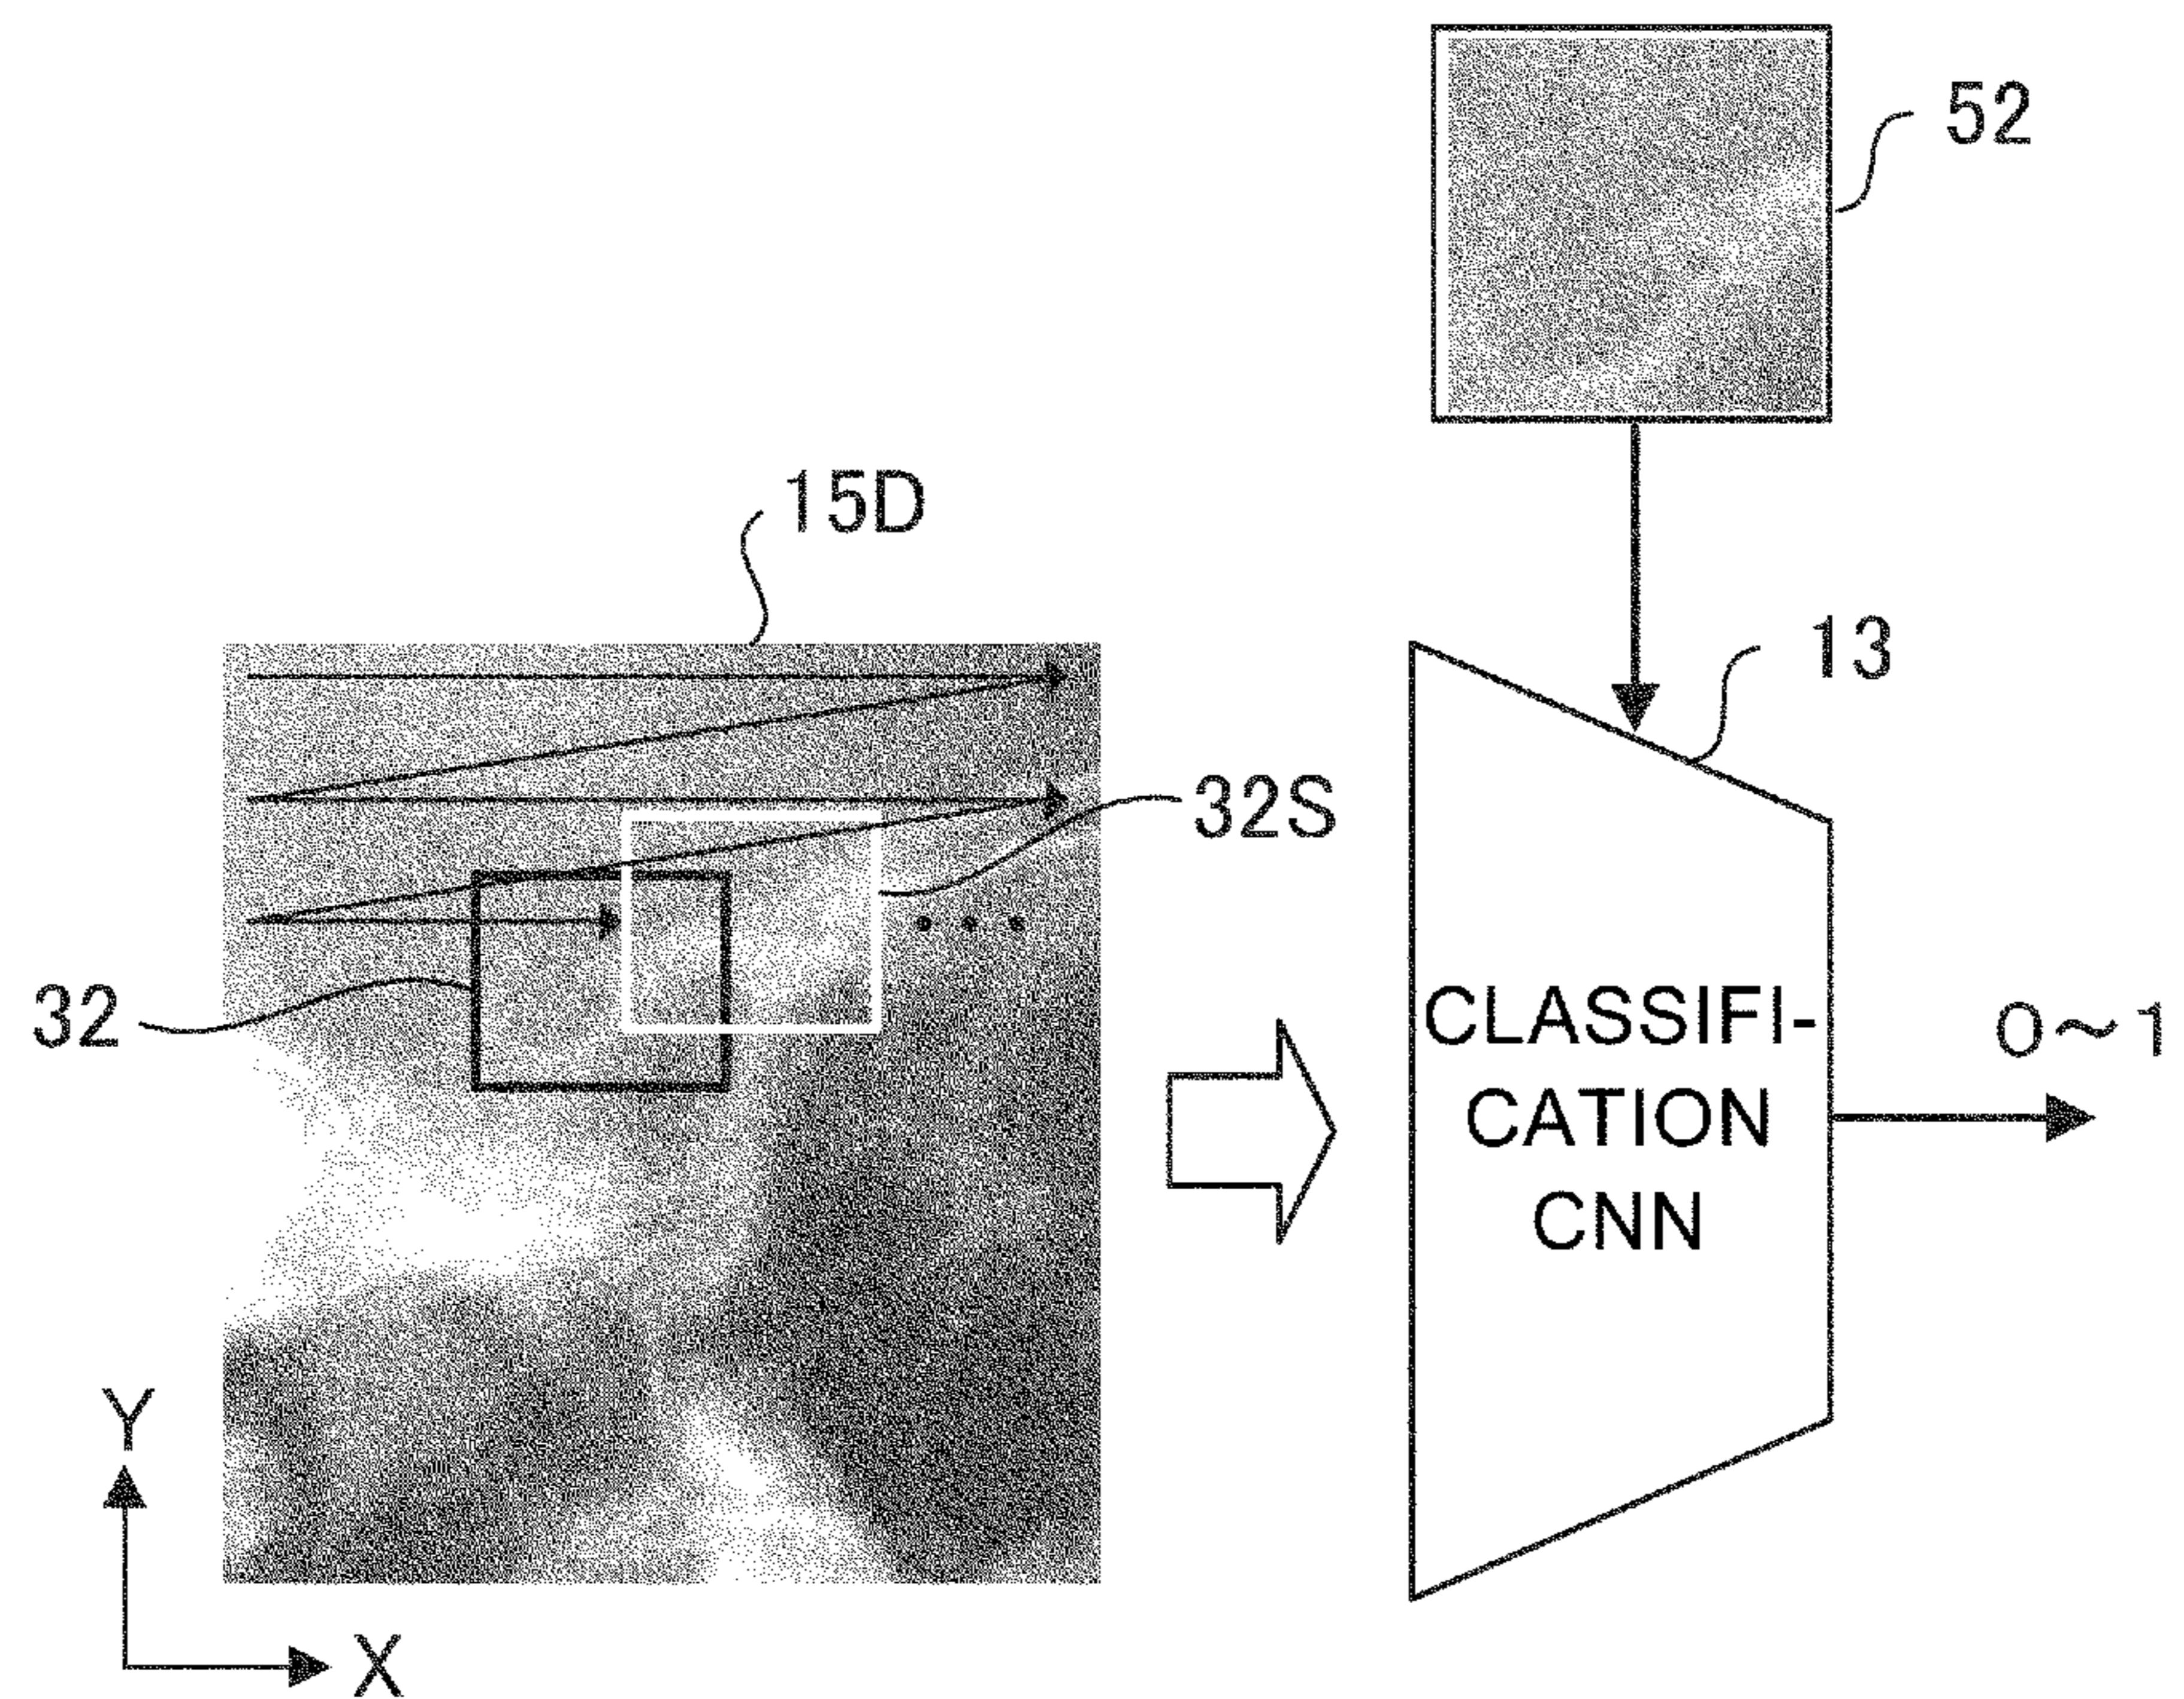 52
15D
13
32S
32
CLASSIFI-
CATION
CNN
0～1
Y
X